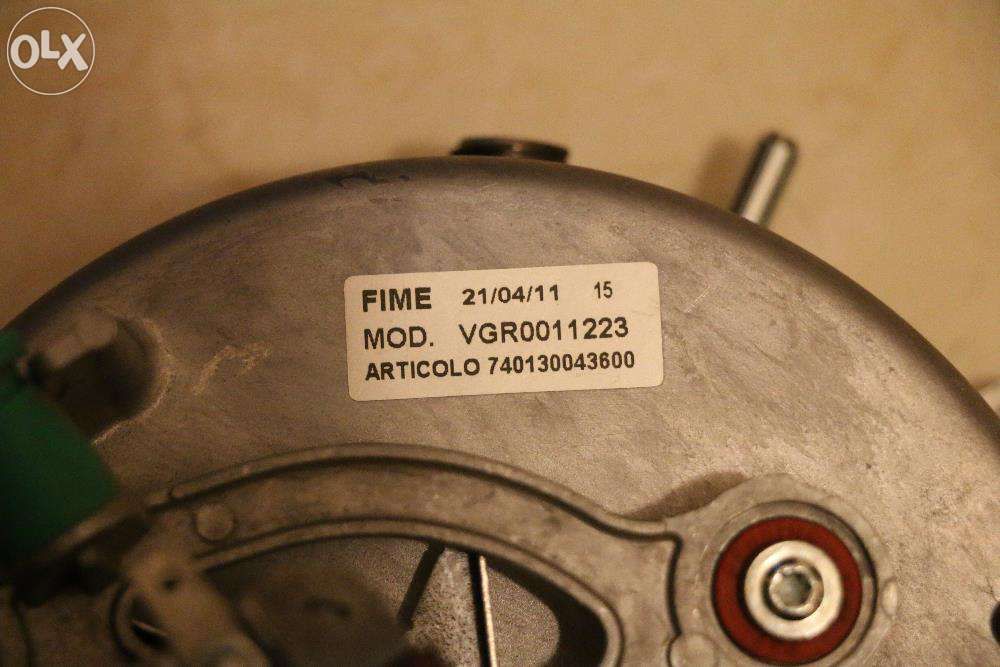 OLX
FIME 21/04/11 15
MOD. VGR0011223
ARTICOLO 740130043600